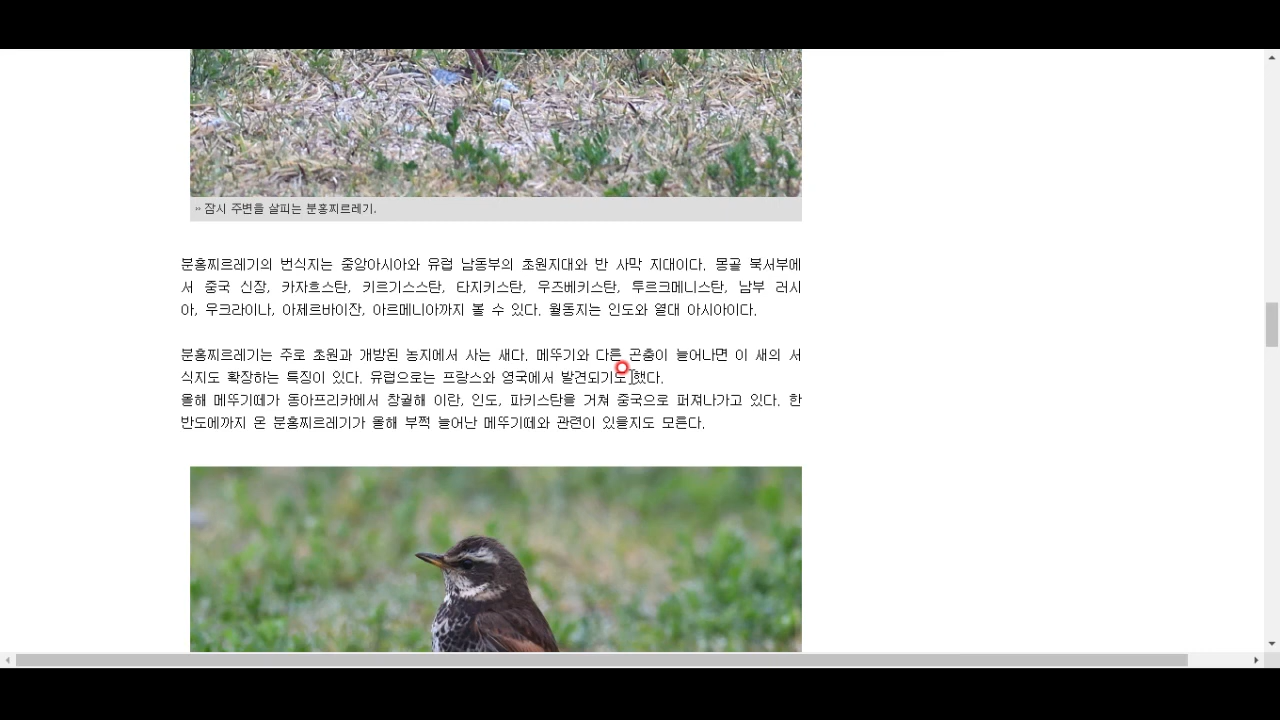 잠시 주변을 살피는 분홍찌르레기.
분홍찌르레기의 번식지는 중앙아시아와 유럽 남동부의 초원지대와 반 사막 지대이다. 몽골 북서부에
서 중국 신장, 카자흐스탄, 키르기스스탄, 타지키스탄, 우즈베키스탄, 투르크메니스탄, 남부 러시
아, 우크라이나, 아제르바이잔, 아르메니아까지 볼 수 있다. 월동지는 인도와 열대 아시아이다.
분홍찌르레기는 주로 초원과 개방된 농지에서 사는 새다. 메뚜기와 다른 곤충이 늘어나면 이 새의 서
식지도 확장하는 특징이 있다. 유럽으로는 프랑스와 영국에서 발견되기도 했다.
올해 메뚜기떼가 동아프리카에서 창궐해 이란, 인도, 파키스탄을 거쳐 중국으로 퍼져나가고 있다. 한
반도에까지 온 분홍찌르레기가 올해 부쩍 늘어난 메뚜기떼와 관련이 있을지도 모른다.